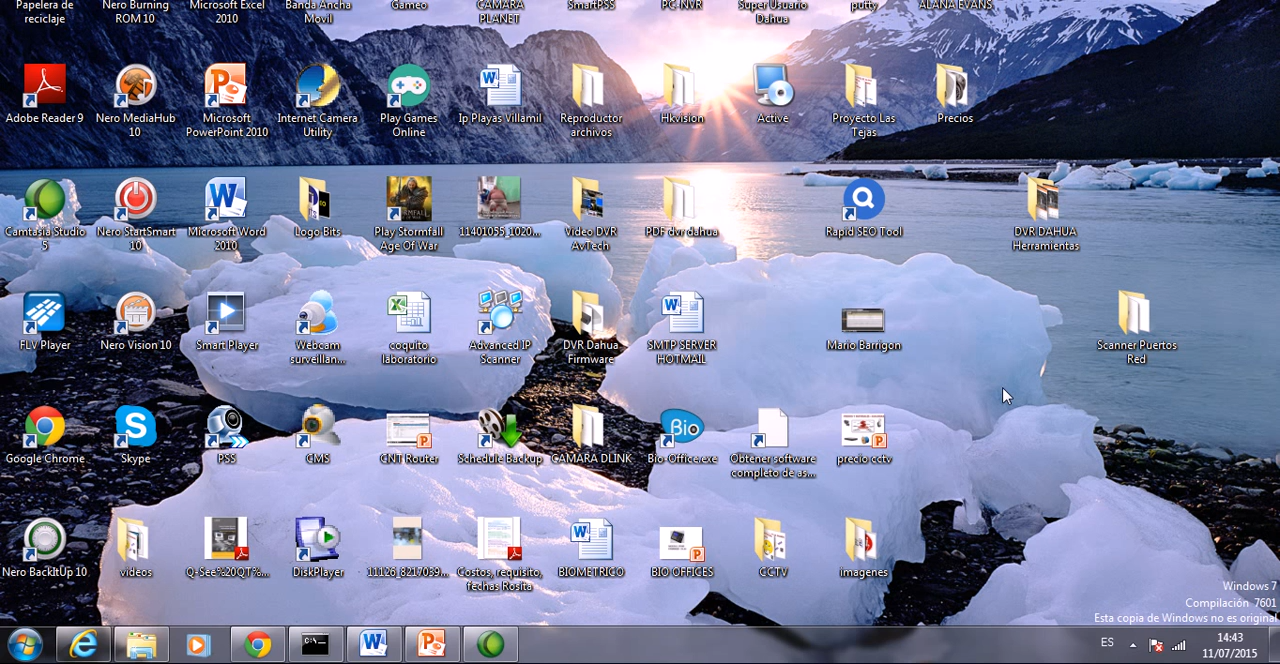 Papelera de reciclaje
Nero Burning ROM 10
Microsoft Excel 2010
Banda Ancha Movil
Gameo
CAMARA PLANET
SmartPSS
PC-NVR
Super Usuario Dahua
putty
ALANA EVANS
Adobe Reader 9
Nero MediaHub 10
Microsoft PowerPoint 2010
Internet Camera Utility
Play Games Online
Ip Playas Villamil
Reproductor archivos
Hkvision
Active
Proyecto Las Tejas
Precios
Camtasia Studio 5
Nero StartSmart 10
Microsoft Word 2010
Logo Bits
Play Stormfall Age Of War
11401055_1020...
Video DVR AvTech
PDF dvr dahua
Rapid SEO Tool
DVR DAHUA Herramientas
FLV Player
Nero Vision 10
Smart Player
Webcam surveillan...
coquito laboratorio
Advanced IP Scanner
DVR Dahua Firmware
SMTP SERVER HOTMAIL
Mario Barrigon
Scanner Puertos Red
Google Chrome
Skype
PSS
CMS
CNT Router
Schedule Backup
CAMARA DLINK
Bio
Bio-Office.exe
Obtener software completo de as...
precio cctv
Nero BackItUp 10
videos
Q-See%20QT%...
DiskPlayer
11126_8217039...
Costos, requisito, fechas Rosita
BIOMETRICO
BIO OFFICES
CCTV
imagenes
Windows 7
Compilación 7601
Esta copia de Windows no es original
ES
14:43
11/07/2015